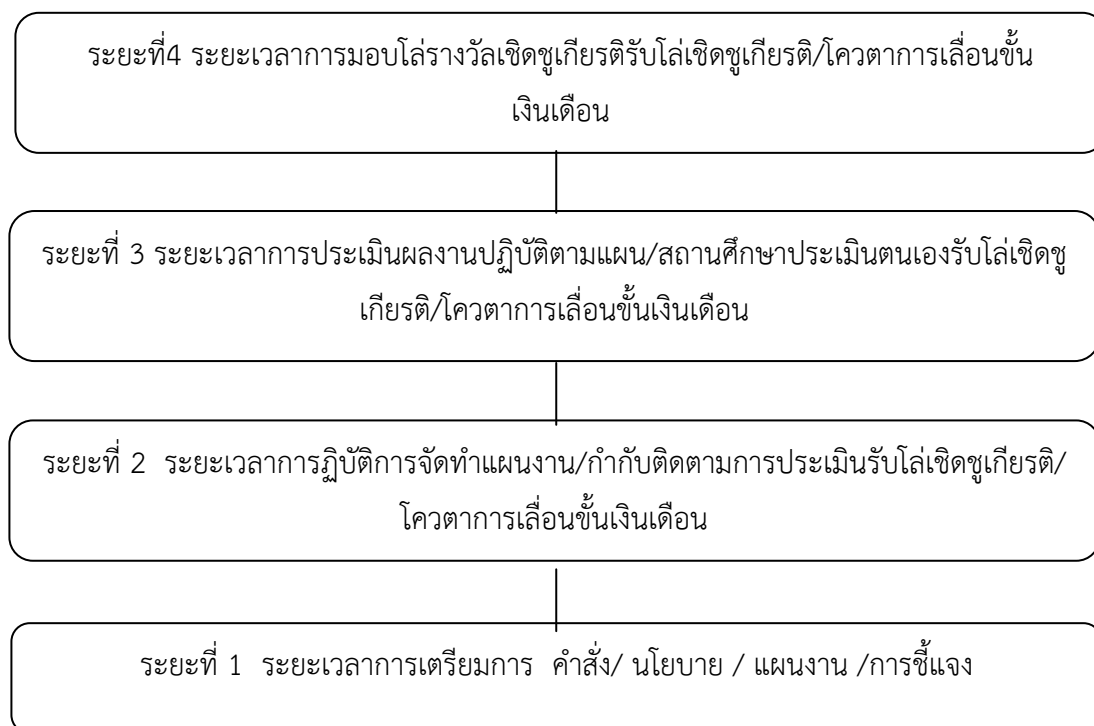 ระยะที่4 ระยะเวลาการมอบโล่รางวัลเชิดชูเกียรติรับโล่เชิดชูเกียรติ/โควตาการเลื่อนขั้น
เงินเดือน
ระยะที่ 3 ระยะเวลาการประเมินผลงานปฏิบัติตามแผน/สถานศึกษาประเมินตนเองรับโล่เชิดชู
เกียรติ/โควตาการเลื่อนขั้นเงินเดือน
ระยะที่ 2 ระยะเวลาการฏิบัติการจัดทำแผนงาน/กำกับติดตามการประเมินรับโล่เชิดชูเกียรติ/
โควตาการเลื่อนขั้นเงินเดือน
ระยะที่ 1 ระยะเวลาการเตรียมการ คำสั่ง/ นโยบาย / แผนงาน /การชี้แจง